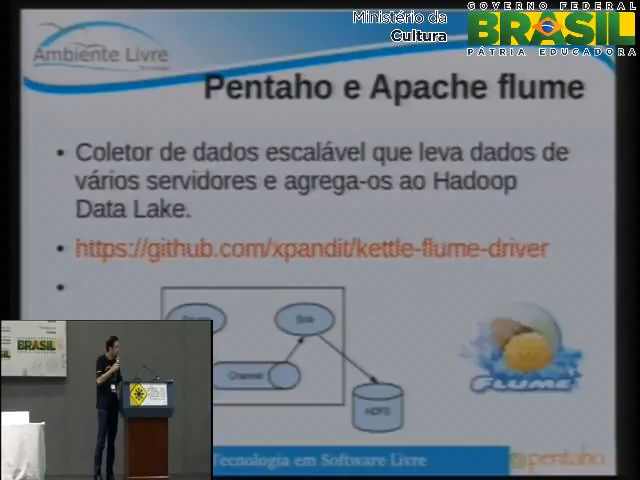 Ministério da
Cultura
GOVERNO FEDERAL
BRASIL
PÁTRIA EDUCADORA
Ambiente Livre
Pentaho e Apache flume
• Coletor de dados escalável que leva dados de
vários servidores e agrega-os ao Hadoop
Data Lake.
• https://github.com/xpandit/kettle-flume-driver
•
Sink
Channel
HDFS
FLUME
BRASIL
Tecnologia em Software Livre
pentaho